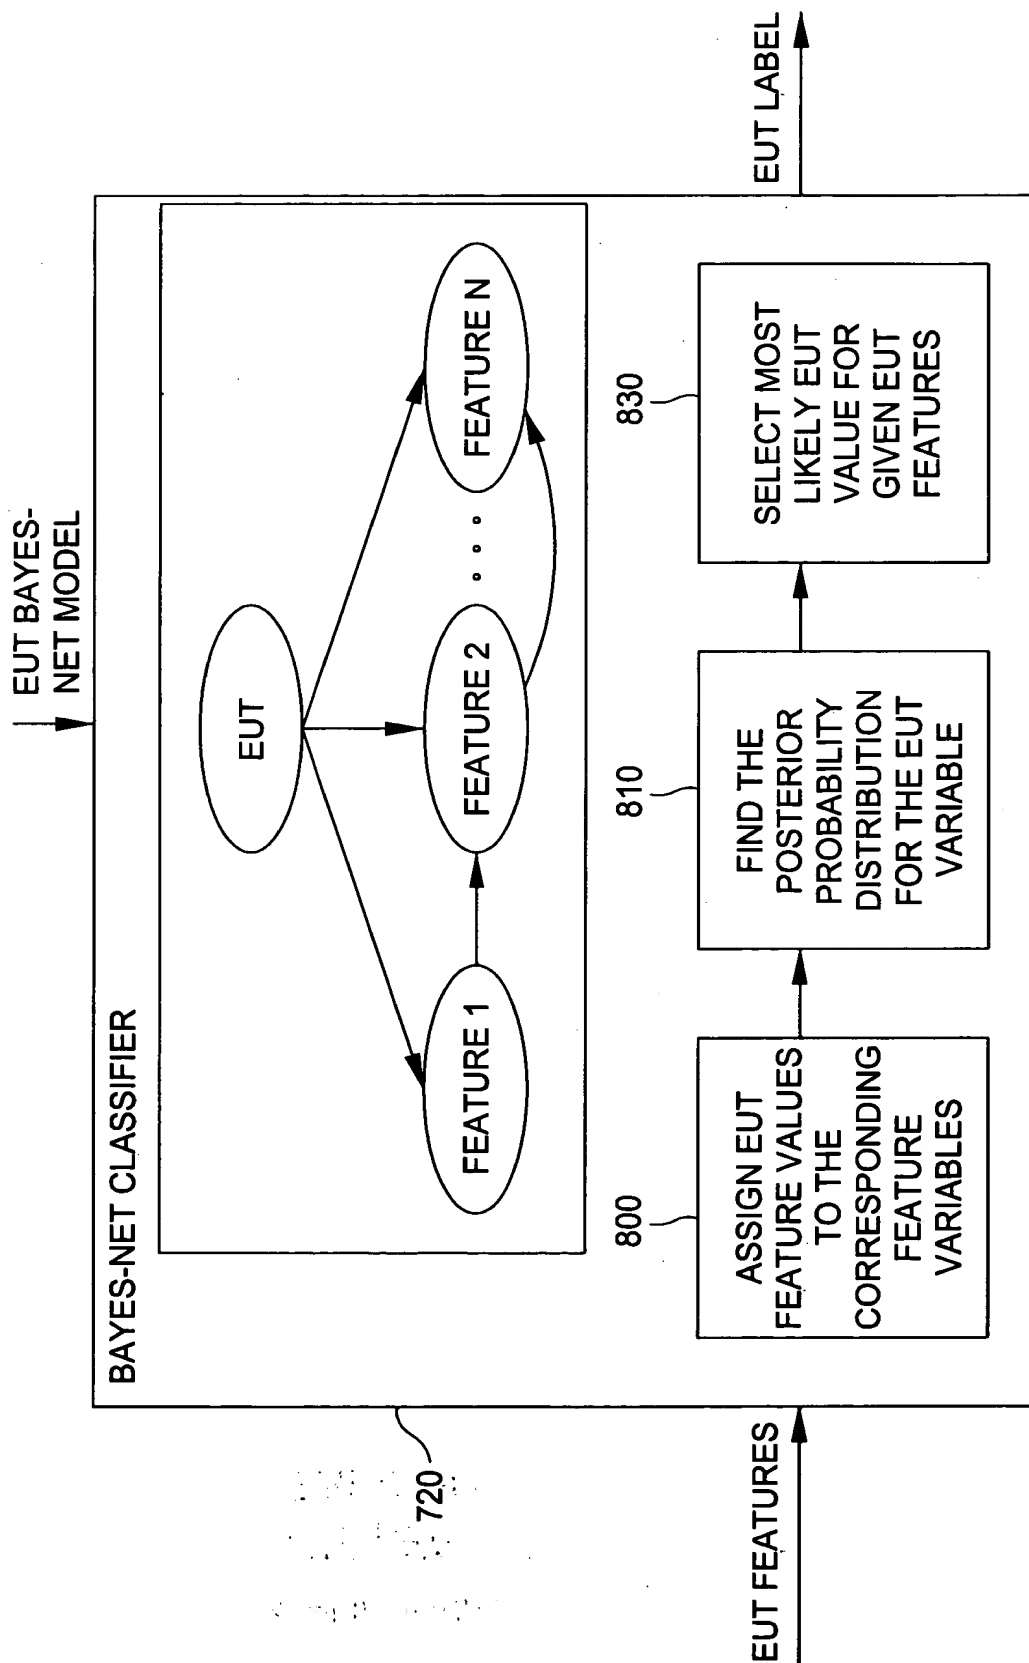 EUT BAYES-
NET MODEL
BAYES-NET CLASSIFIER
EUT
FEATURE 1
FEATURE 2
FEATURE N
720
800
ASSIGN EUT
FEATURE VALUES
TO THE
CORRESPONDING
FEATURE
VARIABLES
810
FIND THE
POSTERIOR
PROBABILITY
DISTRIBUTION
FOR THE EUT
VARIABLE
830
SELECT MOST
LIKELY EUT
VALUE FOR
GIVEN EUT
FEATURES
EUT FEATURES
EUT LABEL